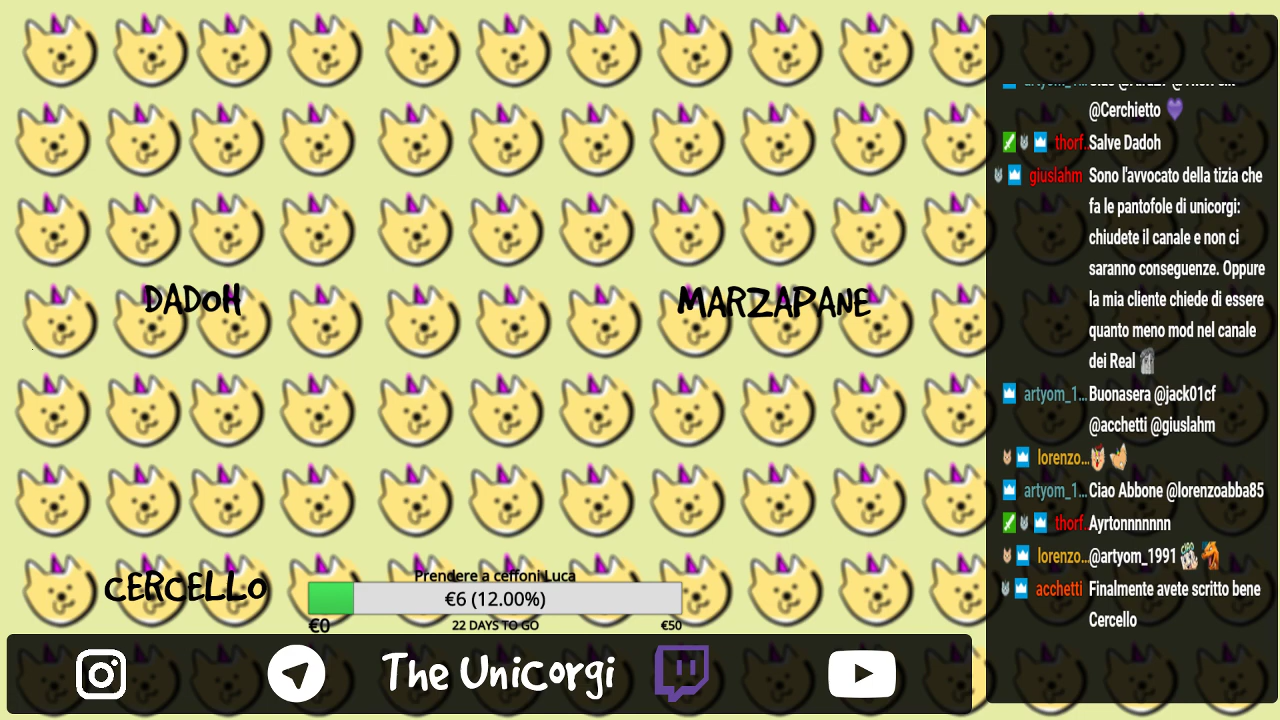 DADOH
MARZAPANE
CERCELLO
Prendere a ceffoni Luca
€6 (12.00%)
€0
22 DAYS TO GO
€50
The Unicorgi
@Cerchietto
thorf. Salve Dadoh
giuslahm Sono l'avvocato della tizia che
fa le pantofole di unicorgi:
chiudete il canale e non ci
saranno conseguenze. Oppure
la mia cliente chiede di essere
quanto meno mod nel canale
dei Real
artyom_1... Buonasera @jack01cf
@acchetti @giuslahm
lorenzo...
artyom_1... Ciao Abbone @lorenzoabba85
thorf. Ayrtonnnnnnn
lorenzo... @artyom_1991
acchetti Finalmente avete scritto bene
Cercello